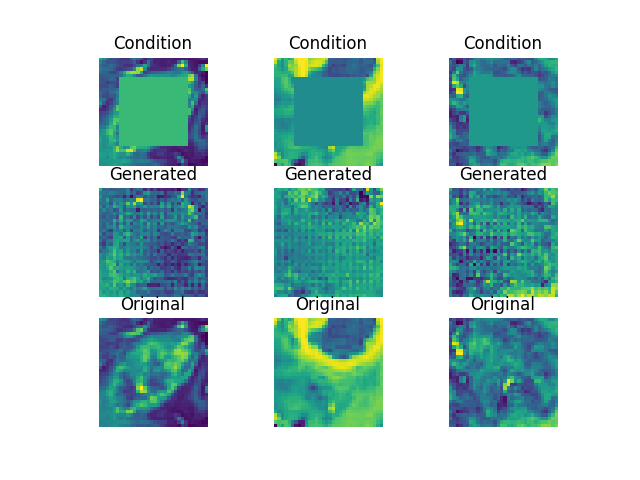 Condition Condition Condition
Generated Generated Generated
Original Original Original